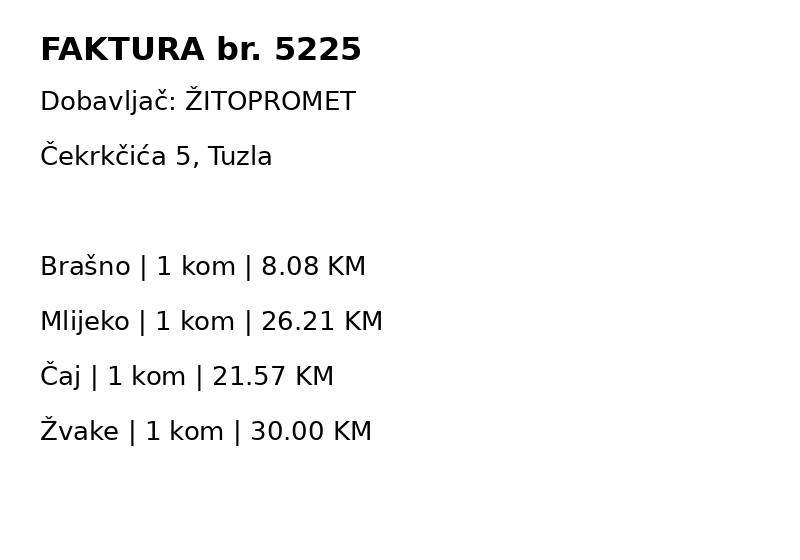 FAKTURA br. 5225
Dobavljač: ŽITOPROMET
Čekrkčića 5, Tuzla
Brašno | 1 kom | 8.08 KM
Mlijeko | 1 kom | 26.21 KM
Čaj | 1 kom | 21.57 KM
Žvake | 1 kom | 30.00 KM